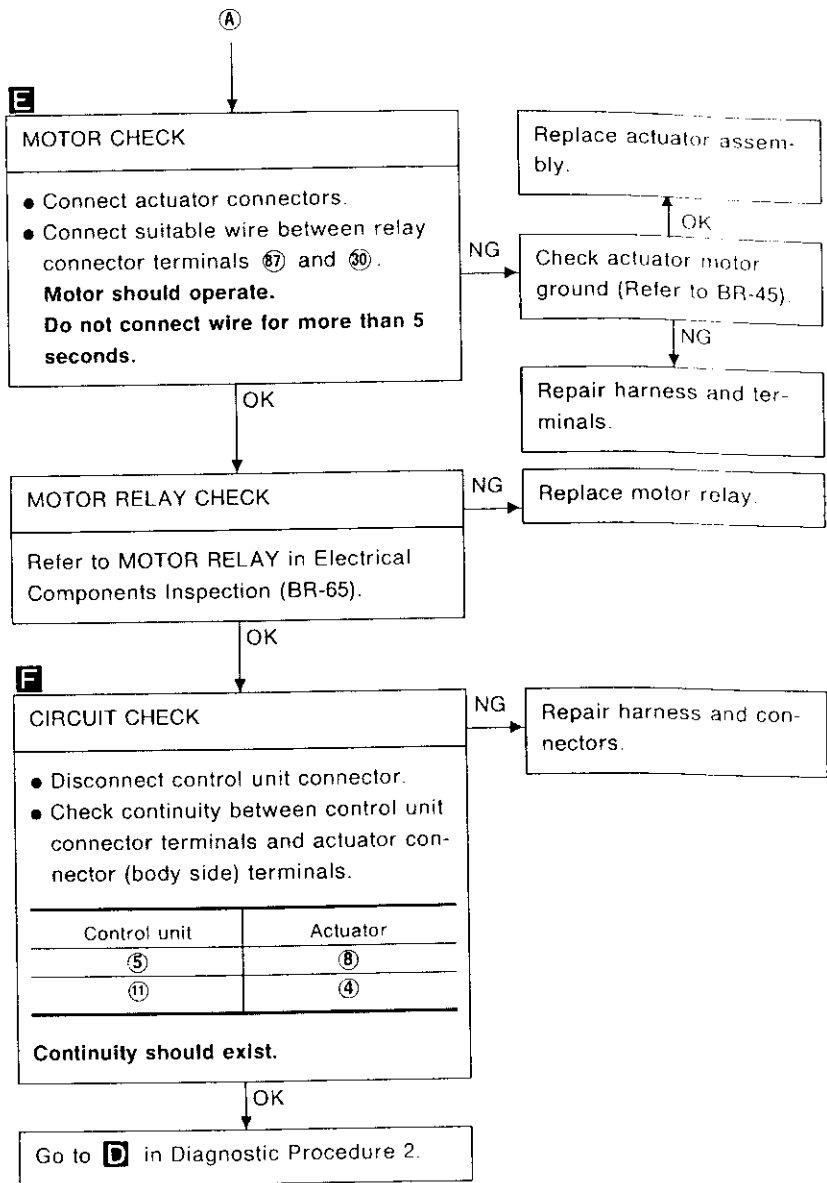 Ⓐ
E
MOTOR CHECK
● Connect actuator connectors.
● Connect suitable wire between relay
connector terminals ㊇ and ㉚.
Motor should operate.
Do not connect wire for more than 5
seconds.
NG
Replace actuator assem-
bly.
OK
Check actuator motor
ground (Refer to BR-45).
NG
Repair harness and ter-
minals.
OK
MOTOR RELAY CHECK
Refer to MOTOR RELAY in Electrical
Components Inspection (BR-65).
NG
Replace motor relay.
OK
F
CIRCUIT CHECK
● Disconnect control unit connector.
● Check continuity between control unit
connector terminals and actuator con-
nector (body side) terminals.
Control unit Actuator
⑤ ⑧
⑪ ④
Continuity should exist.
NG
Repair harness and con-
nectors.
OK
Go to D in Diagnostic Procedure 2.